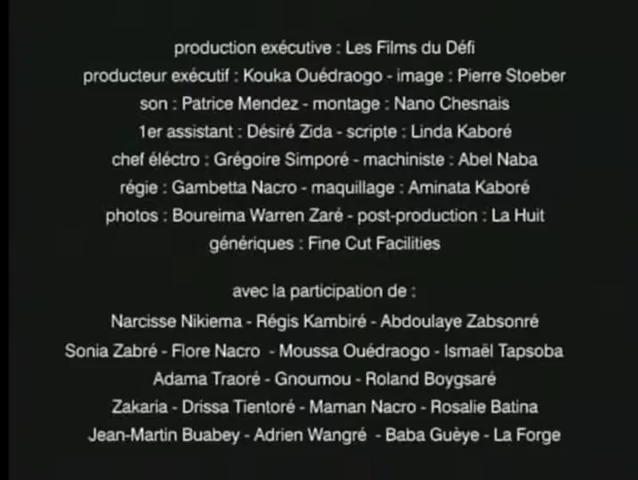 production exécutive : Les Films du Défi
producteur exécutif : Kouka Ouédraogo - image : Pierre Stoeber
son : Patrice Mendez - montage : Nano Chesnais
1er assistant : Désiré Zida - scripte : Linda Kaboré
chef éléctro : Grégoire Simporé - machiniste : Abel Naba
régie : Gambetta Nacro - maquillage : Aminata Kaboré
photos : Boureima Warren Zaré - post-production : La Huit
génériques : Fine Cut Facilities
avec la participation de :
Narcisse Nikiema - Régis Kambiré - Abdoulaye Zabsonré
Sonia Zabré - Flore Nacro - Moussa Ouédraogo - Ismaël Tapsoba
Adama Traoré - Gnoumou - Roland Boygsaré
Zakaria - Drissa Tientoré - Maman Nacro - Rosalie Batina
Jean-Martin Buabey - Adrien Wangré - Baba Guèye - La Forge